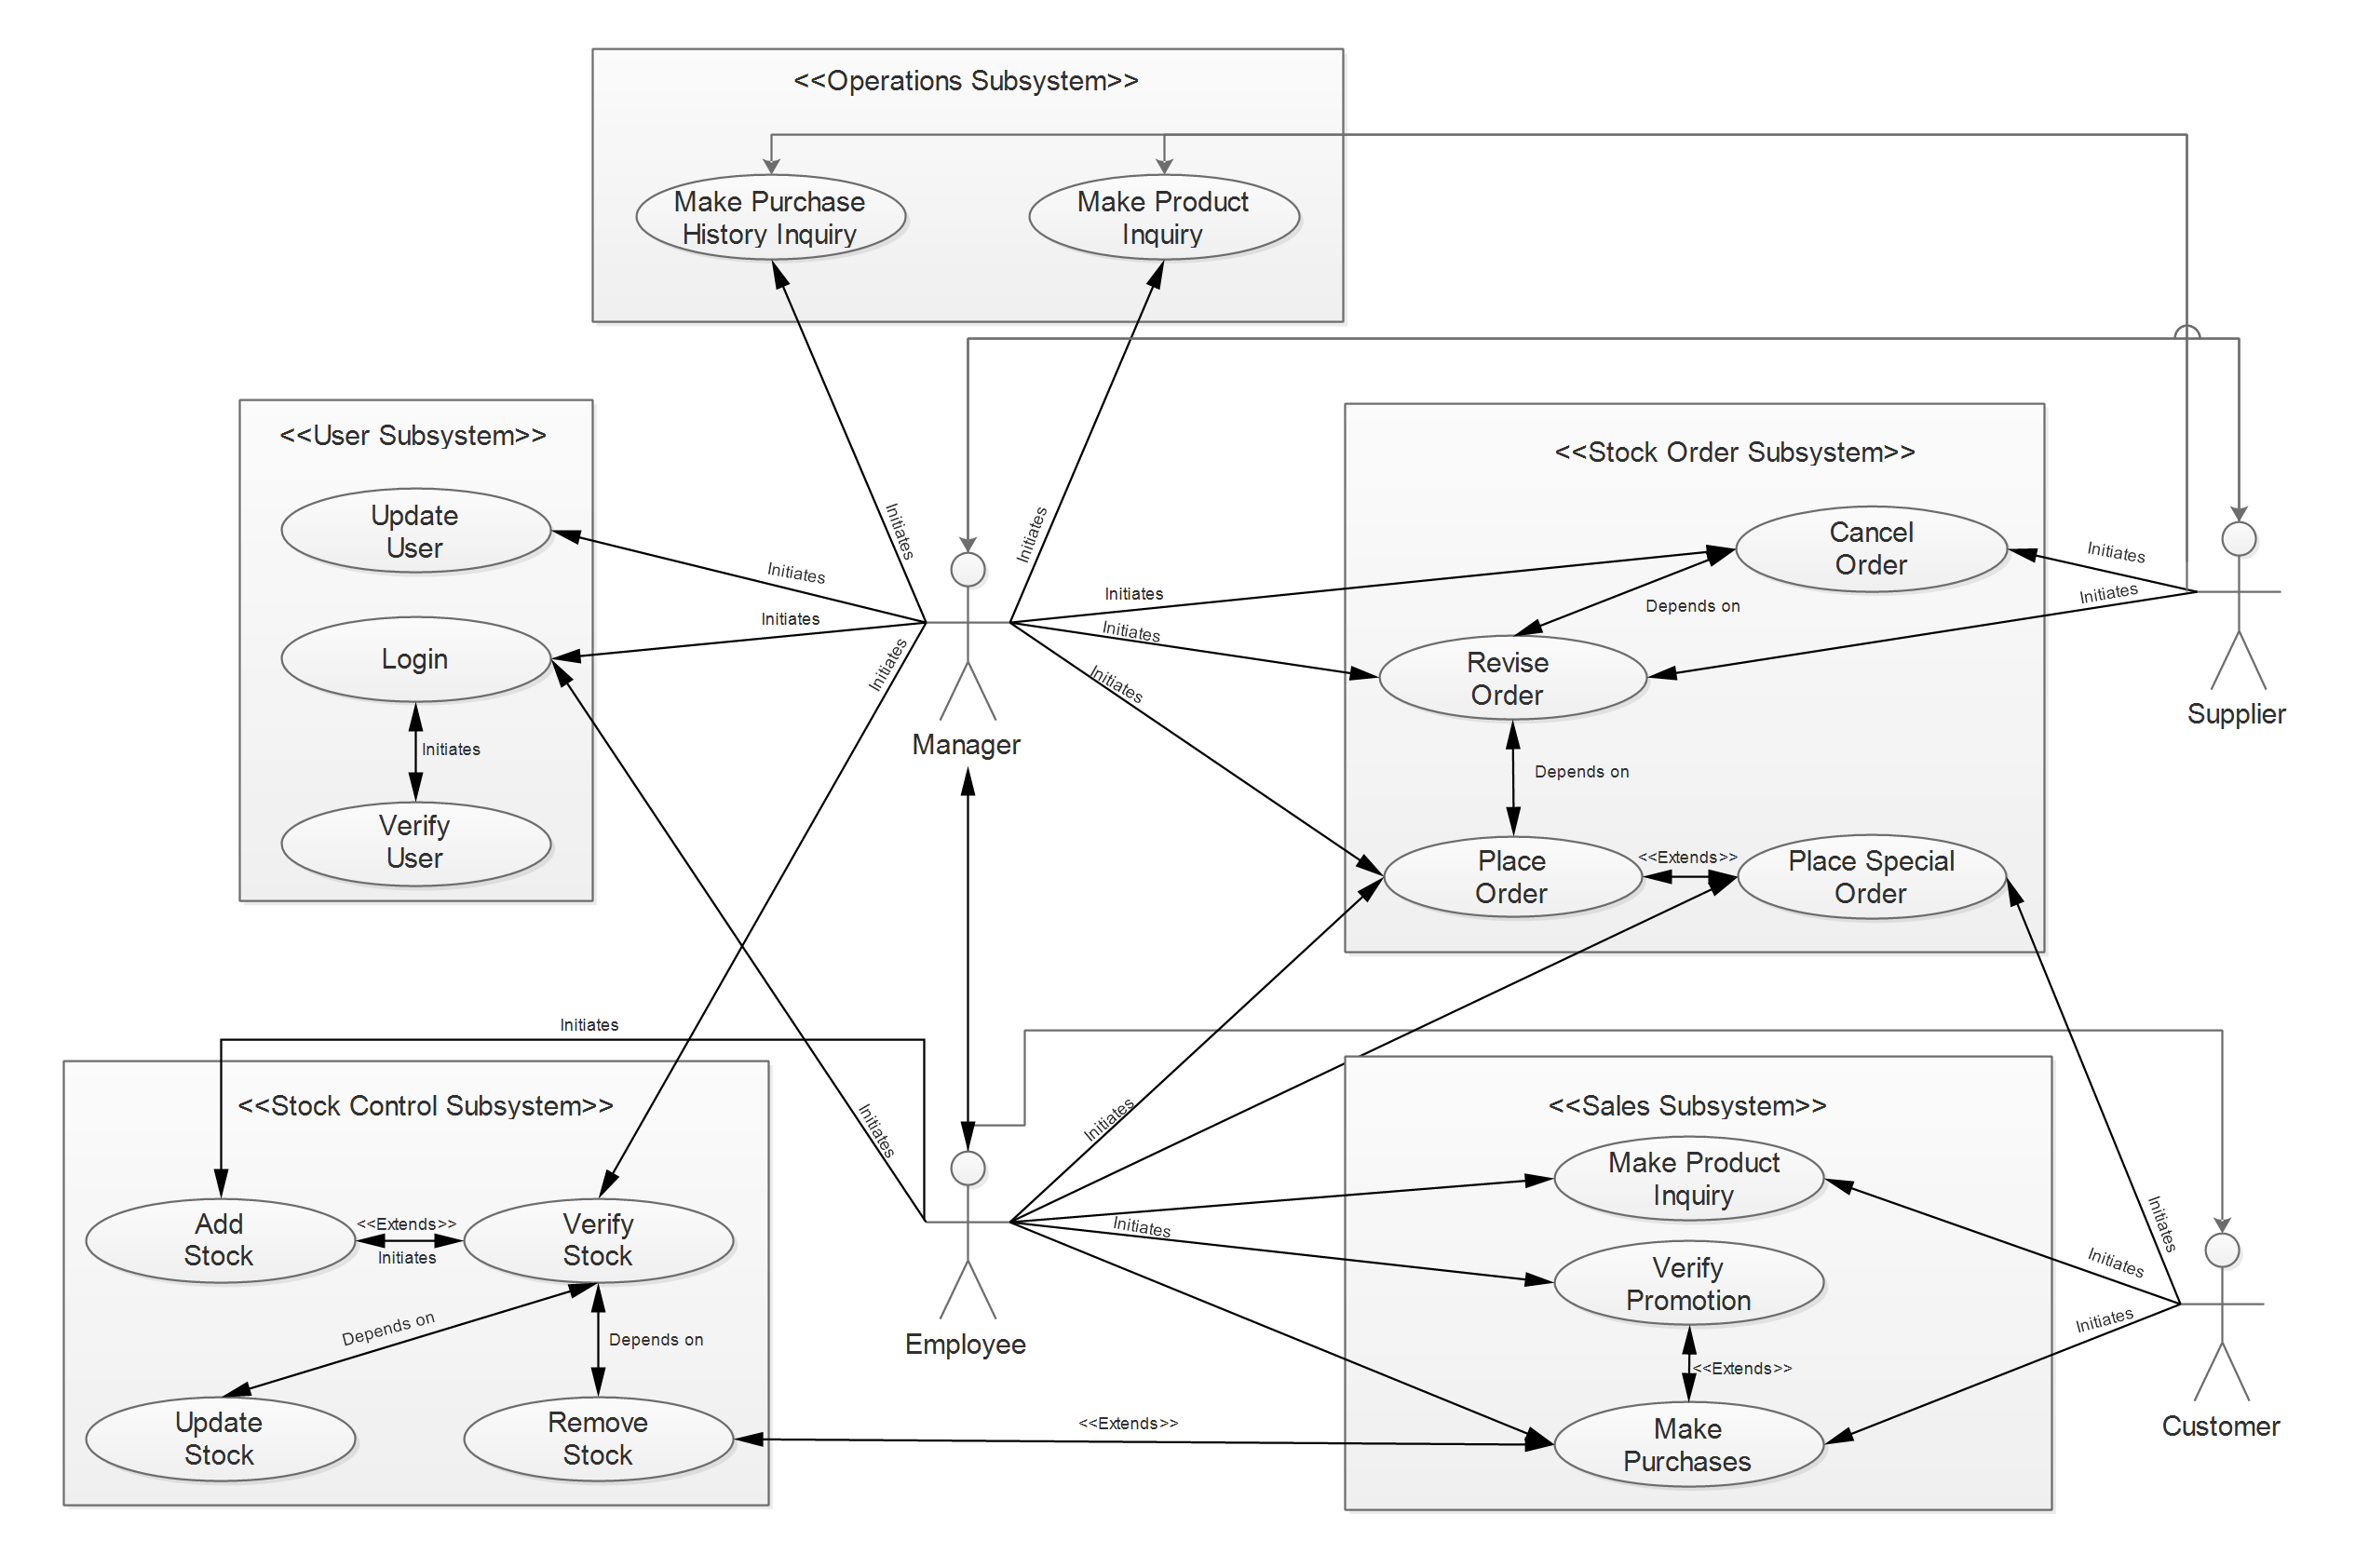 <<Operations Subsystem>>
Make Purchase
History Inquiry
Make Product
Inquiry
<<User Subsystem>>
Update
User
Login
Initiates
Verify
User
Initiates
Initiates
Initiates
Initiates
Initiates
Manager
Initiates
Initiates
Initiates
<<Stock Order Subsystem>>
Cancel
Order
Depends on
Revise
Order
Depends on
Place
Order
<<Extends>>
Place Special
Order
Initiates
Initiates
Supplier
Initiates
<<Stock Control Subsystem>>
Add
Stock
<<Extends>>
Initiates
Verify
Stock
Depends on
Depends on
Update
Stock
Remove
Stock
Initiates
Initiates
Initiates
Employee
<<Extends>>
<<Sales Subsystem>>
Make Product
Inquiry
Verify
Promotion
<<Extends>>
Make
Purchases
Initiates
Initiates
Initiates
Customer